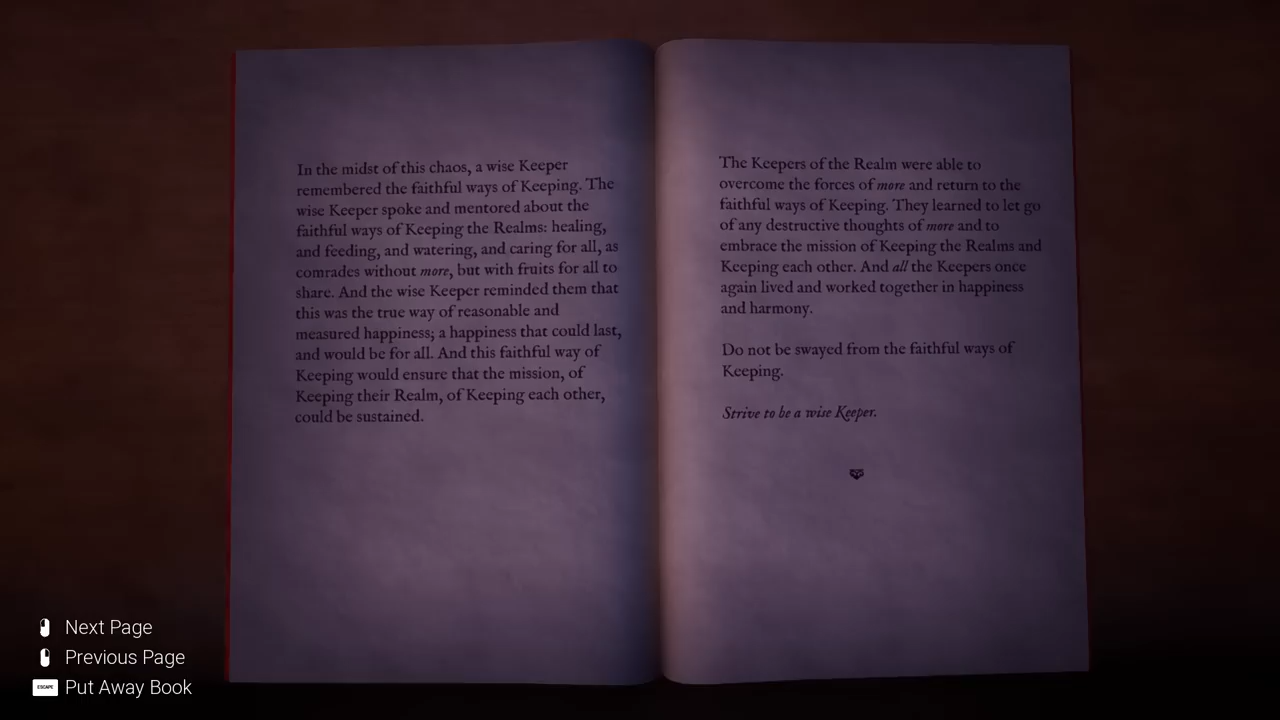 In the midst of this chaos, a wise Keeper
remembered the faithful ways of Keeping. The
wise Keeper spoke and mentored about the
faithful ways of Keeping the Realms: healing,
and feeding, and watering, and caring for all, as
comrades without more, but with fruits for all to
share. And the wise Keeper reminded them that
this was the true way of reasonable and
measured happiness; a happiness that could last,
and would be for all. And this faithful way of
Keeping would ensure that the mission, of
Keeping their Realm, of Keeping each other,
could be sustained.
The Keepers of the Realm were able to
overcome the forces of more and return to the
faithful ways of Keeping. They learned to let go
of any destructive thoughts of more and to
embrace the mission of Keeping the Realms and
Keeping each other. And all the Keepers once
again lived and worked together in happiness
and harmony.
Do not be swayed from the faithful ways of
Keeping.
Strive to be a wise Keeper.
Next Page
Previous Page
ESCAPE Put Away Book